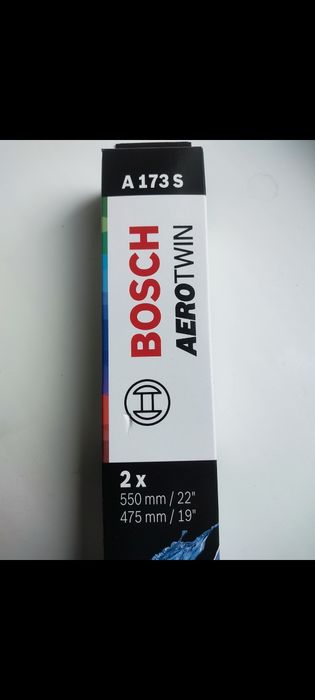 A 173 S
BOSCH
AEROTWIN
2 x
550 mm / 22"
475 mm / 19"